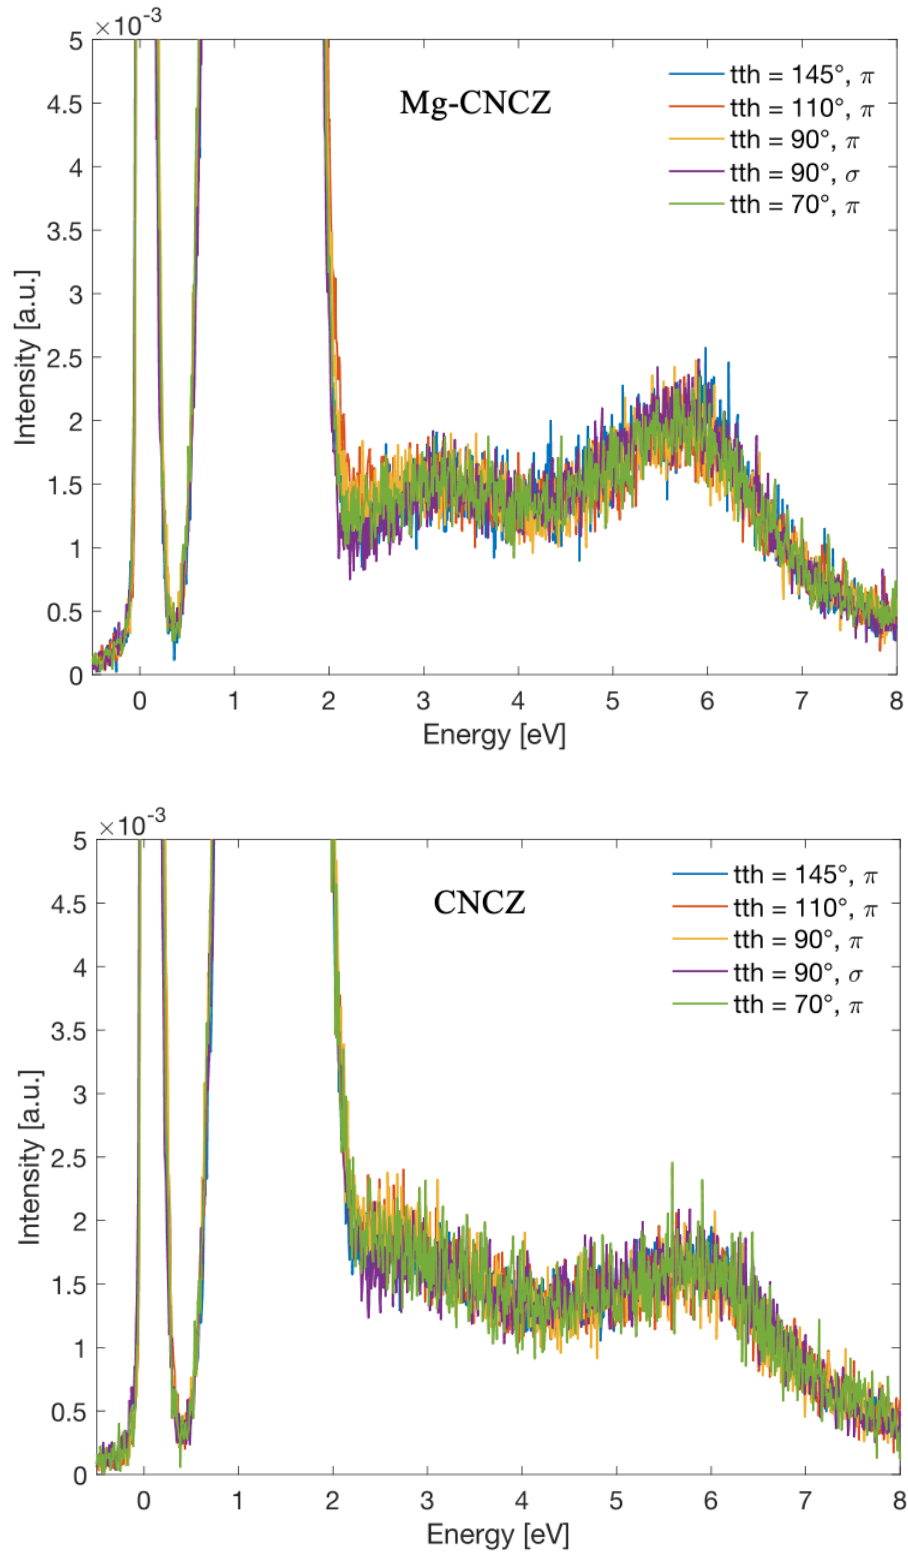 ×10-3
5
4.5
4
3.5
3
2.5
2
1.5
1
0.5
0
Intensity [a.u.]
Mg-CNCZ
tth = 145°, π
tth = 110°, π
tth = 90°, π
tth = 90°, σ
tth = 70°, π
0 1 2 3 4 5 6 7 8
Energy [eV]
×10-3
5
4.5
4
3.5
3
2.5
2
1.5
1
0.5
0
Intensity [a.u.]
CNCZ
tth = 145°, π
tth = 110°, π
tth = 90°, π
tth = 90°, σ
tth = 70°, π
0 1 2 3 4 5 6 7 8
Energy [eV]